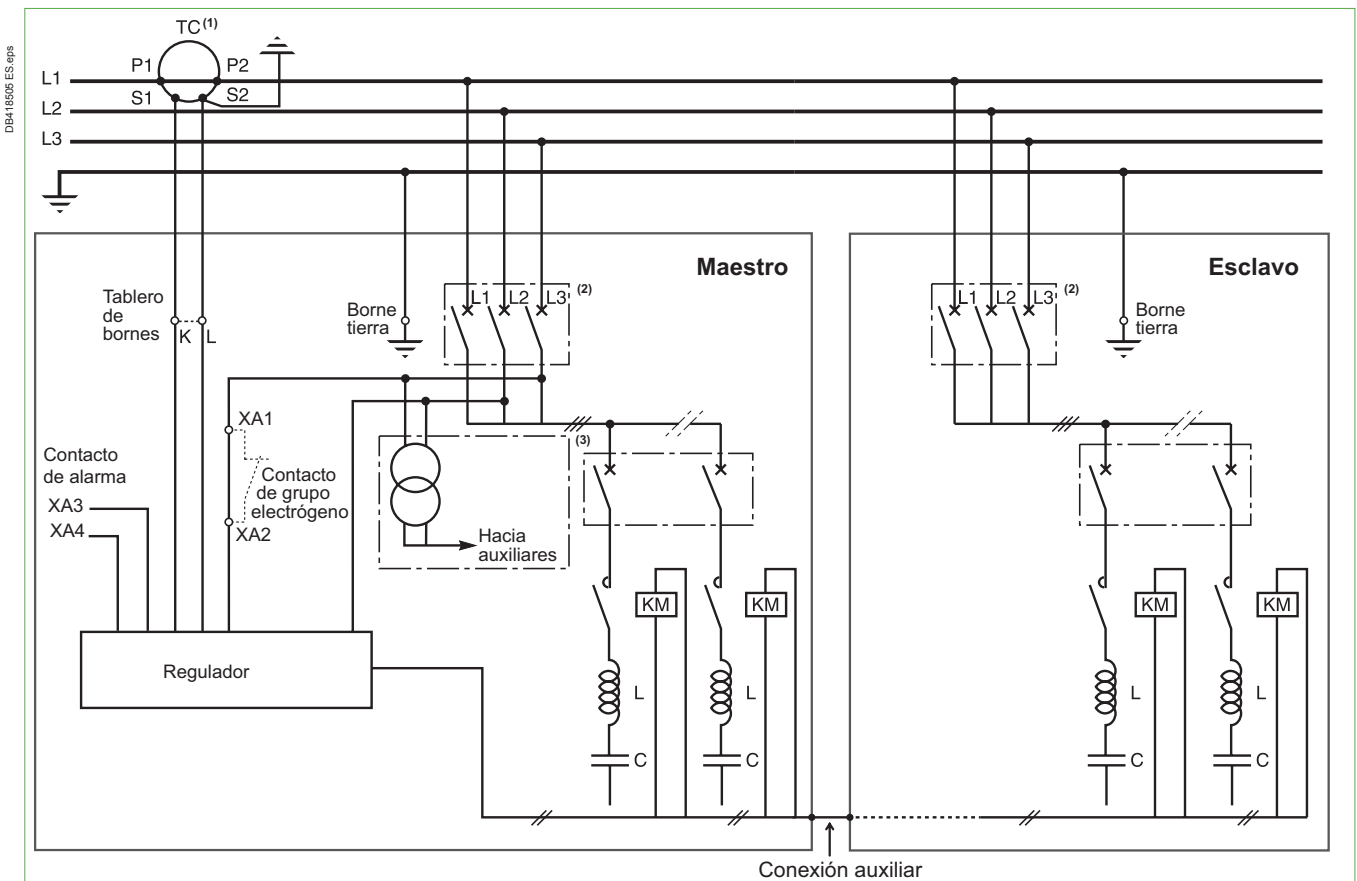 DB418505 ES.eps
TC(1)
P1
P2
L1
S1
S2
L2
L3
Maestro
Esclavo
Tablero
de
bornes
K
L
Borne
tierra
L1
L2
L3
(2)
L1
L2
L3
(2)
Borne
tierra
XA1
Contacto
de grupo
electrógeno
XA2
Contacto
de alarma
XA3
XA4
(3)
Hacia
auxiliares
KM
KM
KM
KM
Regulador
L
L
L
L
C
C
C
C
Conexión auxiliar